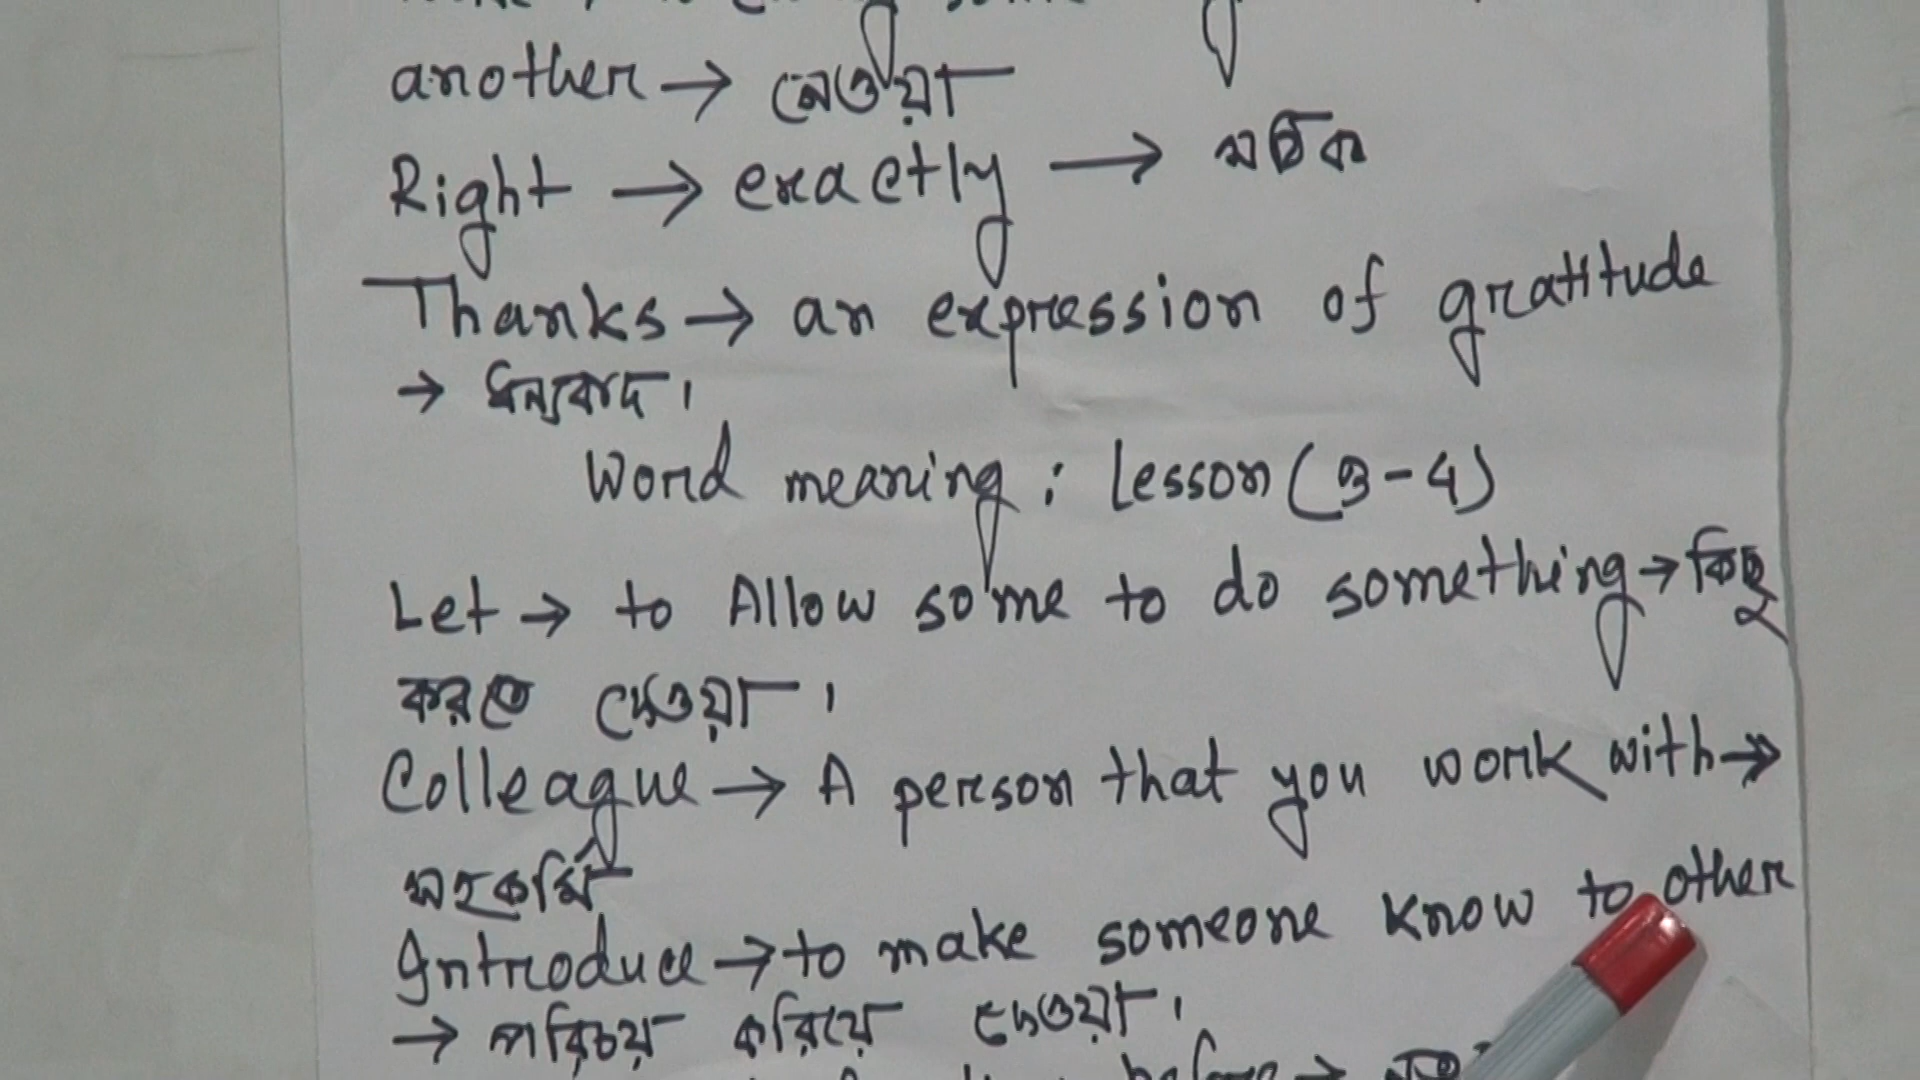 another → নেওয়া
Right → exactly → সঠিক
Thanks → an expression of gratitude
→ ধন্যবাদ।
Word meaning : Lesson (3-4)
Let → to Allow some to do something → কিছু
করতে দেওয়া।
Colleague → A person that you work with →
সহকর্মি
Introduce → to make someone know to other
→ পরিচয় করিয়ে দেওয়া।
before →